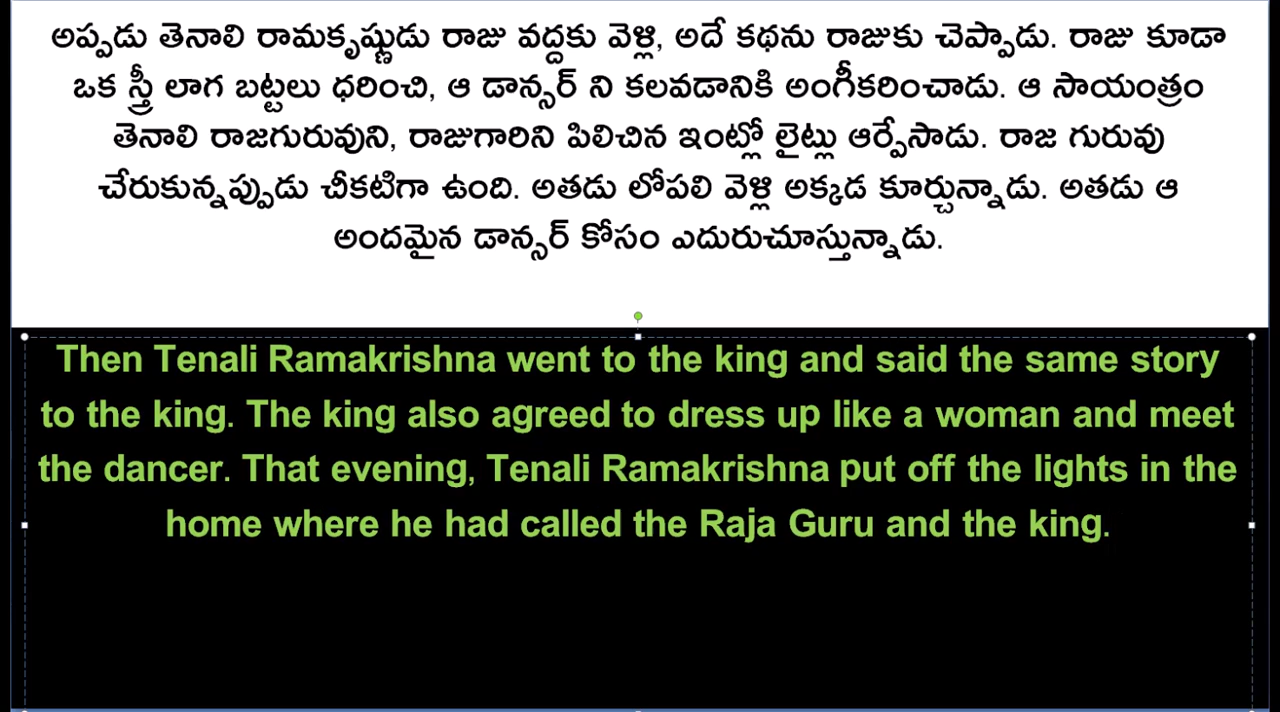 అప్పడు తెనాలి రామకృష్ణుడు రాజు వద్దకు వెళ్లి, అదే కథను రాజుకు చెప్పాడు. రాజు కూడా
ఒక స్త్రీ లాగ బట్టలు ధరించి, ఆ డాన్సర్ ని కలవడానికి అంగీకరించాడు. ఆ సాయంత్రం
తెనాలి రాజగురువుని, రాజుగారిని పిలిచిన ఇంట్లో లైట్లు ఆర్పేసాడు. రాజ గురువు
చేరుకున్నప్పుడు చీకటిగా ఉంది. అతడు లోపలి వెళ్లి అక్కడ కూర్చున్నాడు. అతడు ఆ
అందమైన డాన్సర్ కోసం ఎదురుచూస్తున్నాడు.
Then Tenali Ramakrishna went to the king and said the same story
to the king. The king also agreed to dress up like a woman and meet
the dancer. That evening, Tenali Ramakrishna put off the lights in the
home where he had called the Raja Guru and the king.